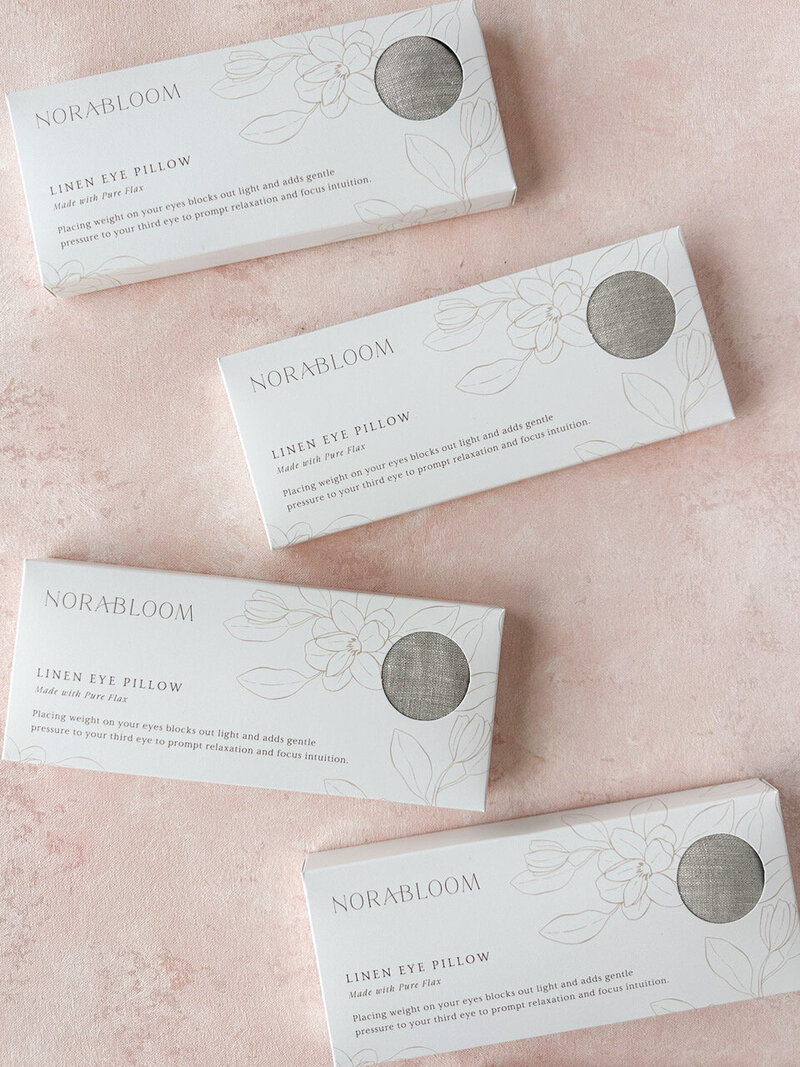 NORABLOOM
LINEN EYE PILLOW
Made with Pure Flax
Placing weight on your eyes blocks out light and adds gentle
pressure to your third eye to prompt relaxation and focus intuition.
NORABLOOM
LINEN EYE PILLOW
Made with Pure Flax
Placing weight on your eyes blocks out light and adds gentle
pressure to your third eye to prompt relaxation and focus intuition.
NORABLOOM
LINEN EYE PILLOW
Made with Pure Flax
Placing weight on your eyes blocks out light and adds gentle
pressure to your third eye to prompt relaxation and focus intuition.
NORABLOOM
LINEN EYE PILLOW
Made with Pure Flax
Placing weight on your eyes blocks out light and adds gentle
pressure to your third eye to prompt relaxation and focus intuition.